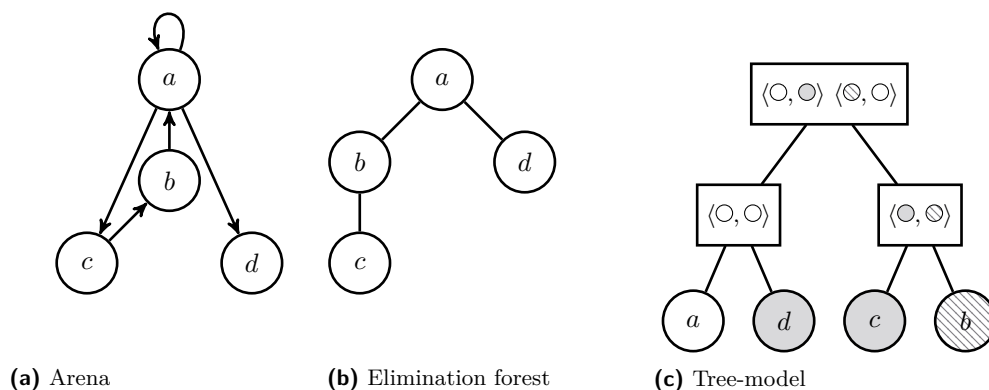 a
b
c
d
a
b
d
c
⟨○, ●⟩ ⟨◍, ○⟩
⟨○, ○⟩
⟨●, ◍⟩
a
d
c
b
(a) Arena
(b) Elimination forest
(c) Tree-model